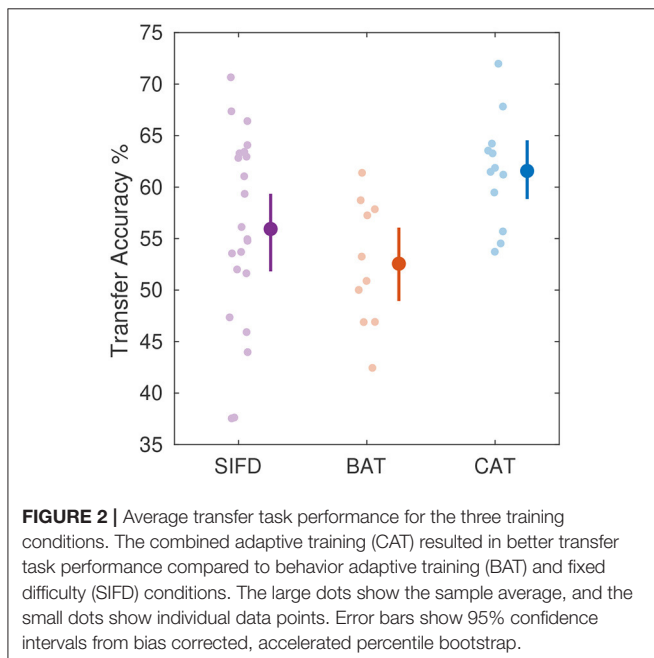 75
70
65
60
55
50
45
40
35
Transfer Accuracy %
SIFD BAT CAT
FIGURE 2 | Average transfer task performance for the three training
conditions. The combined adaptive training (CAT) resulted in better transfer
task performance compared to behavior adaptive training (BAT) and fixed
difficulty (SIFD) conditions. The large dots show the sample average, and the
small dots show individual data points. Error bars show 95% confidence
intervals from bias corrected, accelerated percentile bootstrap.